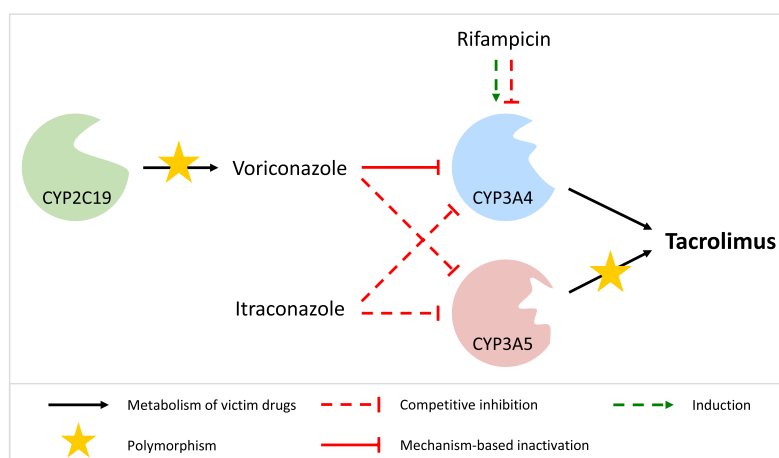 Rifampicin
CYP2C19
Voriconazole
CYP3A4
Tacrolimus
Itraconazole
CYP3A5
Metabolism of victim drugs
Competitive inhibition
Induction
Polymorphism
Mechanism-based inactivation